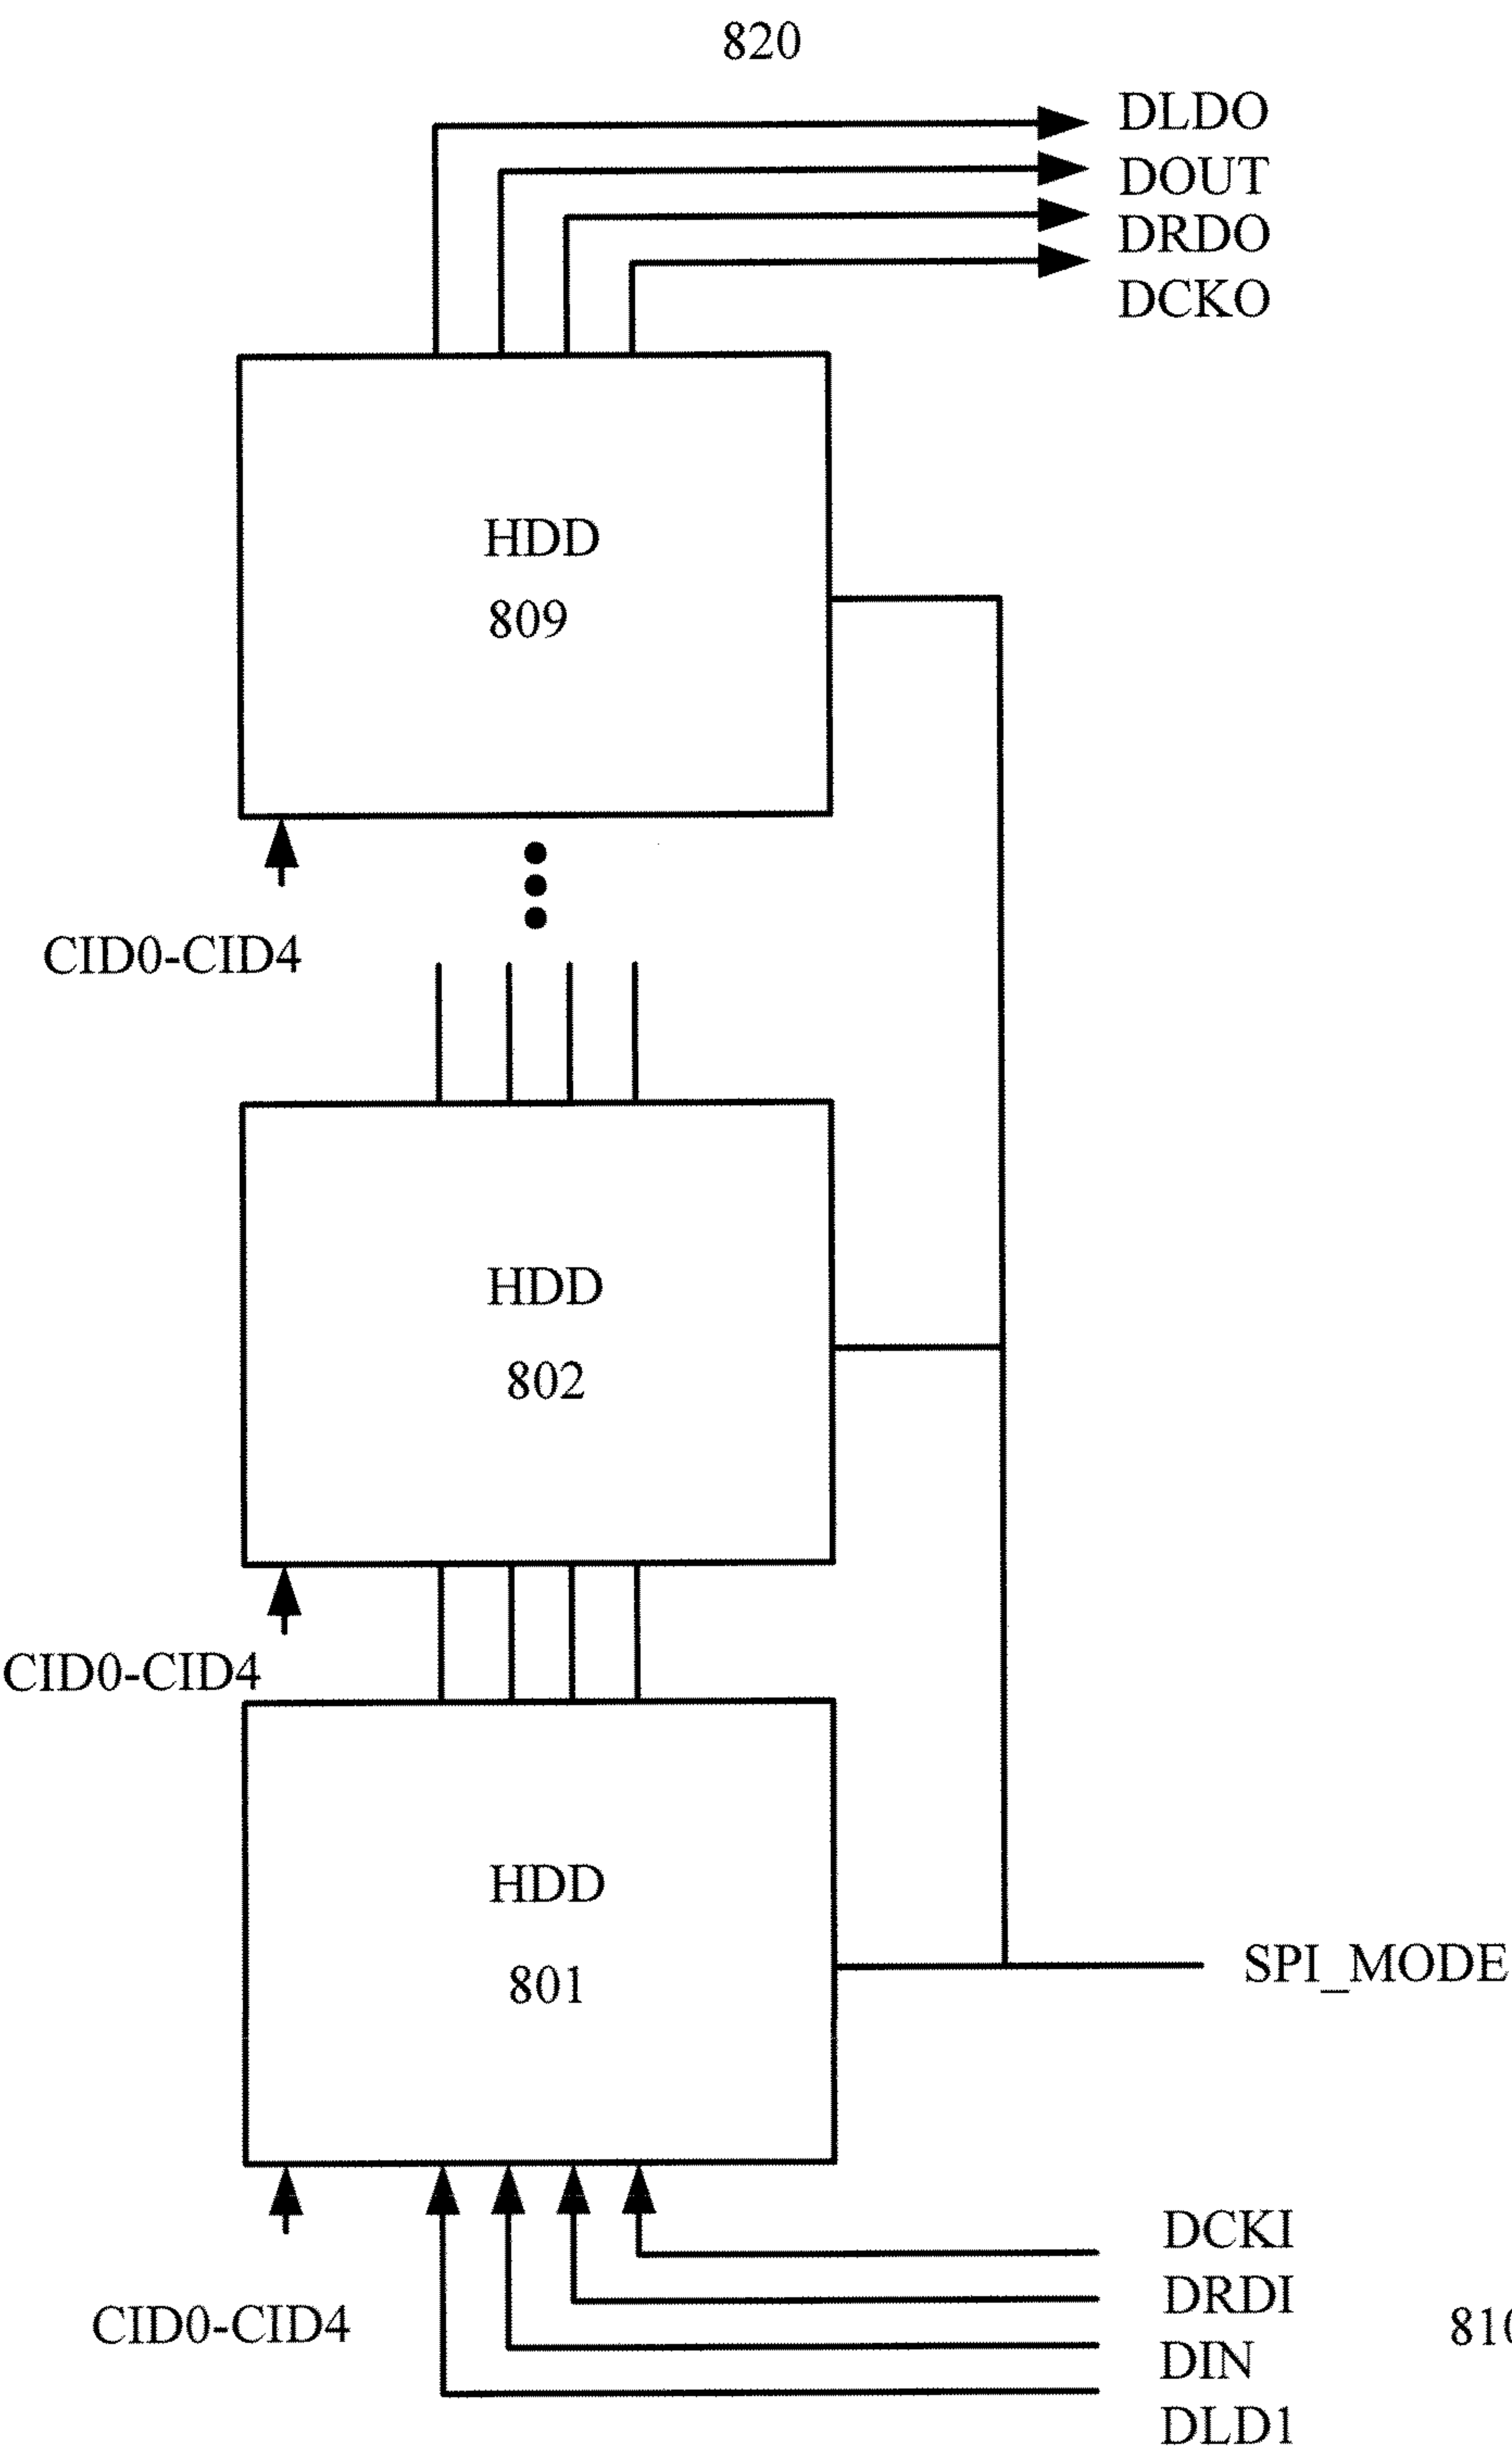 820
DLDO
DOUT
DRDO
DCKO
HDD
809
CID0-CID4
HDD
802
CID0-CID4
HDD
801
SPI_MODE
DCKI
DRDI
CID0-CID4
810
DIN
DLD1